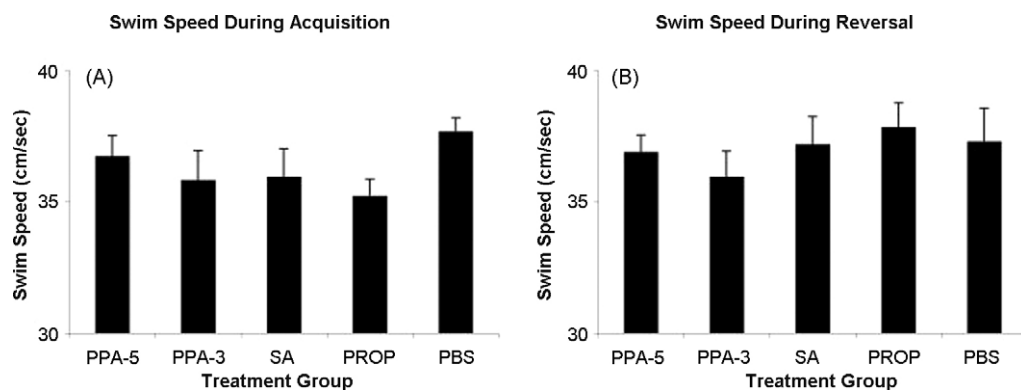 Swim Speed During Acquisition
(A)
40
35
30
Swim Speed (cm/sec)
PPA-5 PPA-3 SA PROP PBS
Treatment Group
Swim Speed During Reversal
(B)
40
35
30
Swim Speed (cm/sec)
PPA-5 PPA-3 SA PROP PBS
Treatment Group